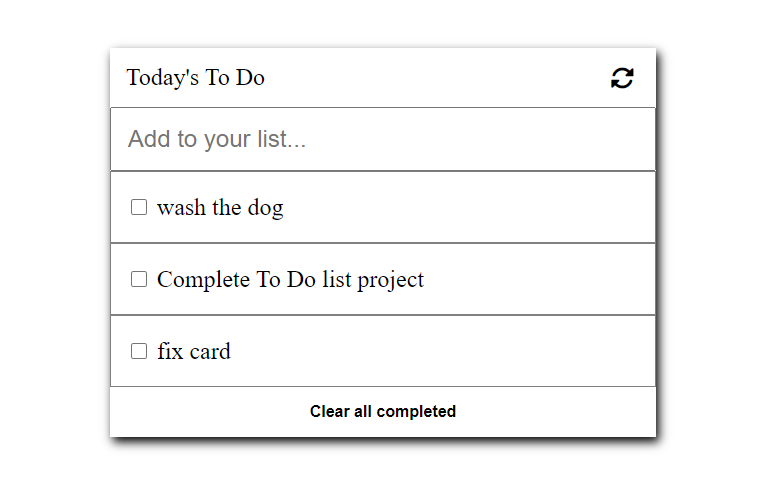 Today's To Do
Add to your list...
wash the dog
Complete To Do list project
fix card
Clear all completed